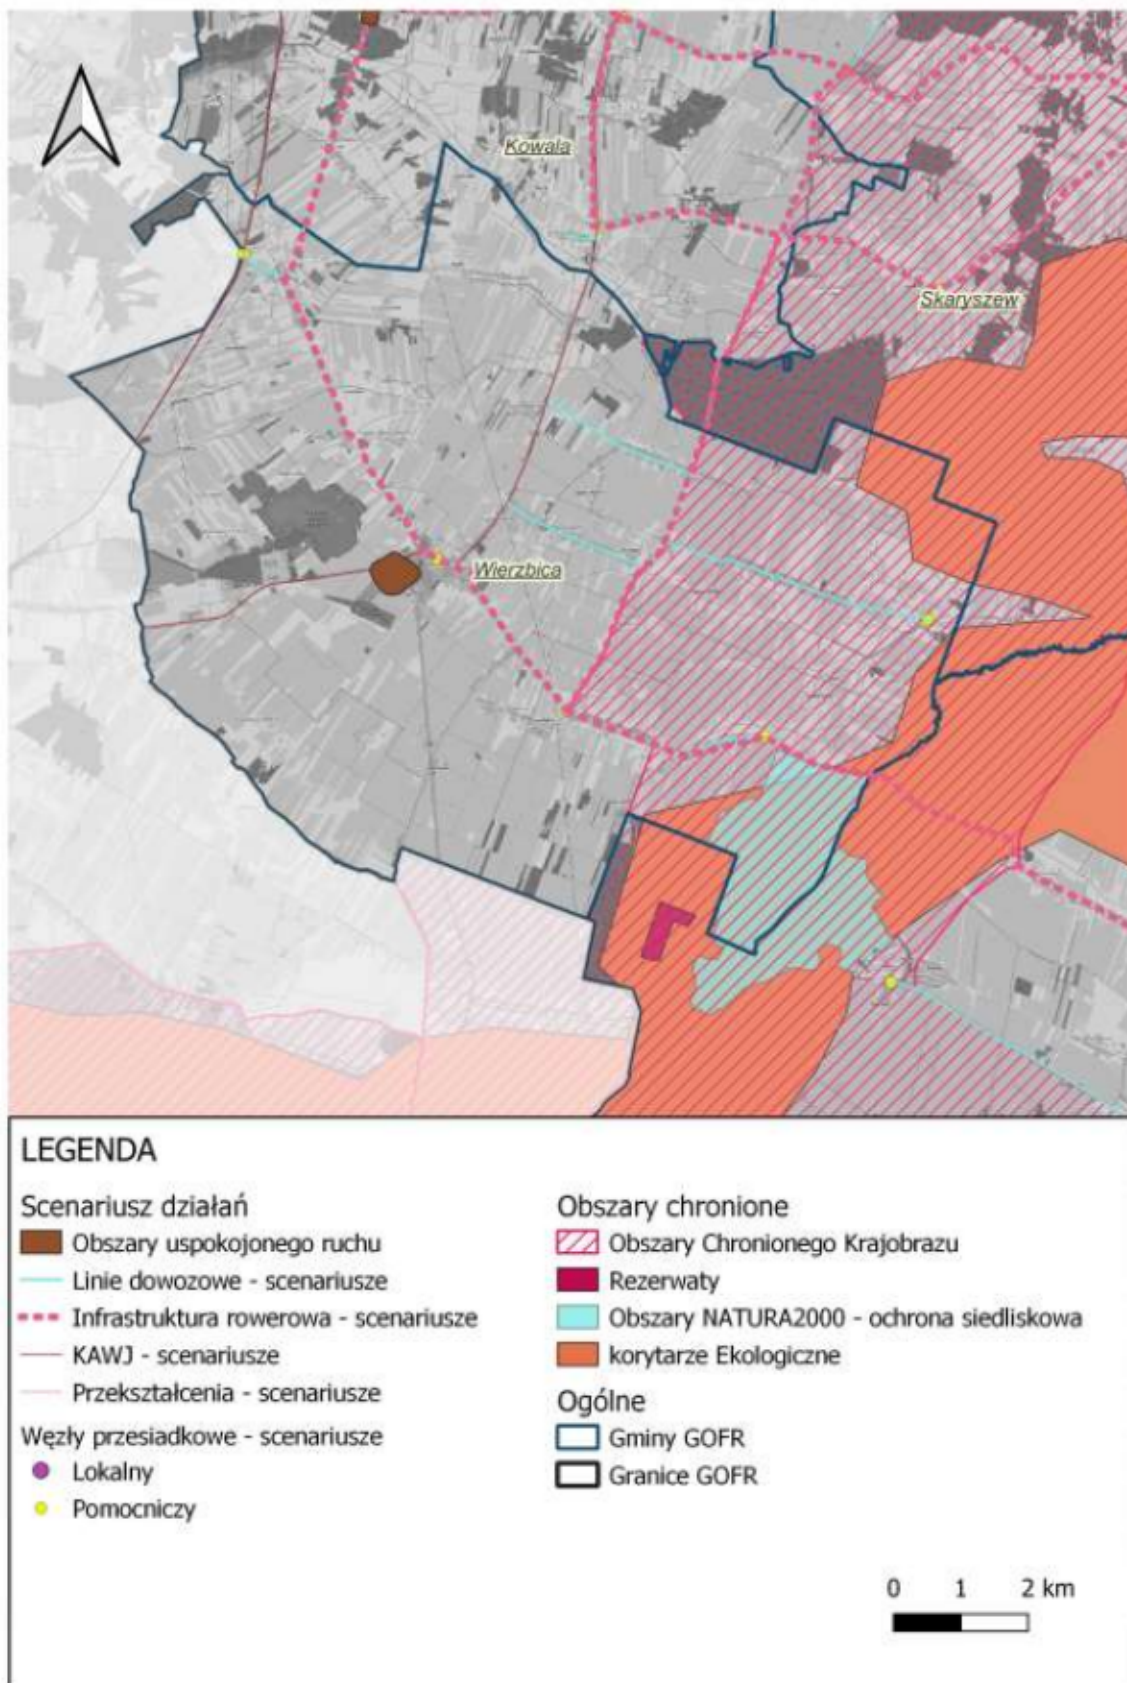 Kowala
Skaryszew
Wierzbica
LEGENDA
Scenariusz działań
Obszary uspokojonego ruchu
Linie dowozowe - scenariusze
Infrastruktura rowerowa - scenariusze
KAWJ - scenariusze
Przekształcenia - scenariusze
Węzły przesiadkowe - scenariusze
Lokalny
Pomocniczy
Obszary chronione
Obszary Chronionego Krajobrazu
Rezerwaty
Obszary NATURA2000 - ochrona siedliskowa
korytarze Ekologiczne
Ogólne
Gminy GOFR
Granice GOFR
0 1 2 km